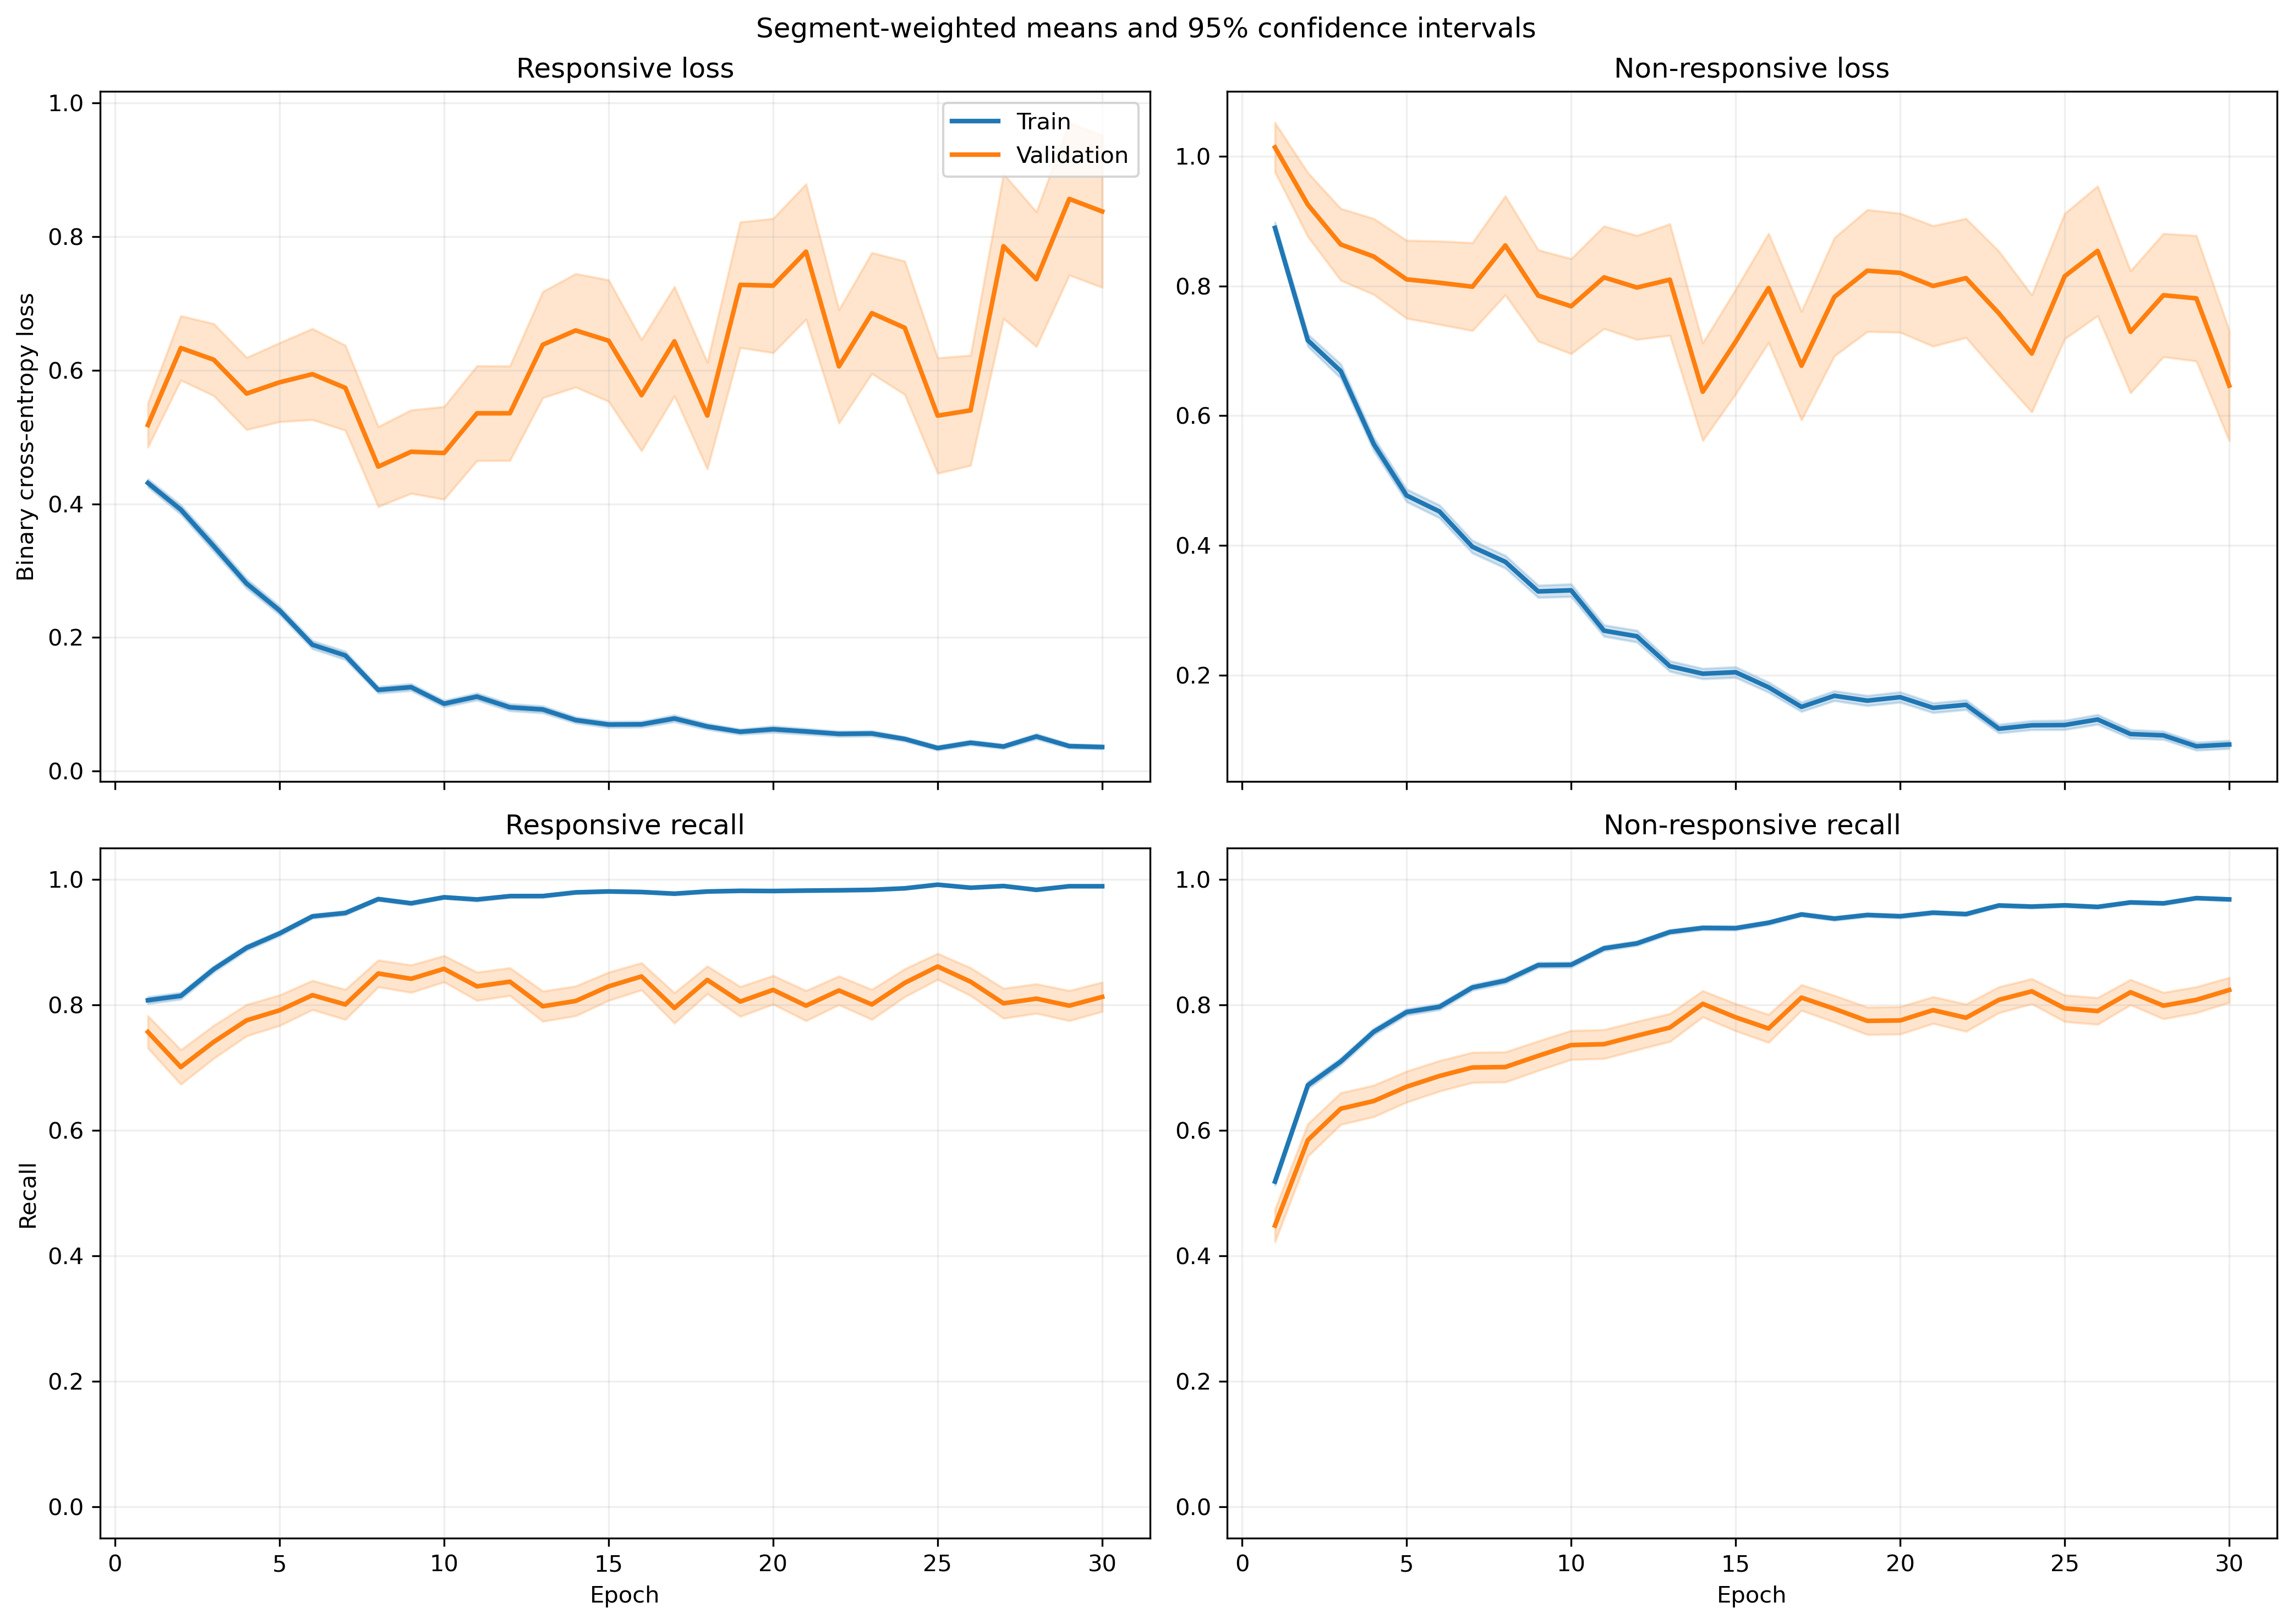 Segment-weighted means and 95% confidence intervals
Responsive loss
Non-responsive loss
Binary cross-entropy loss
1.0
0.8
0.6
0.4
0.2
0.0
Train
Validation
1.0
0.8
0.6
0.4
0.2
Responsive recall
Non-responsive recall
Recall
1.0
0.8
0.6
0.4
0.2
0.0
0 5 10 15 20 25 30
Epoch
1.0
0.8
0.6
0.4
0.2
0.0
0 5 10 15 20 25 30
Epoch